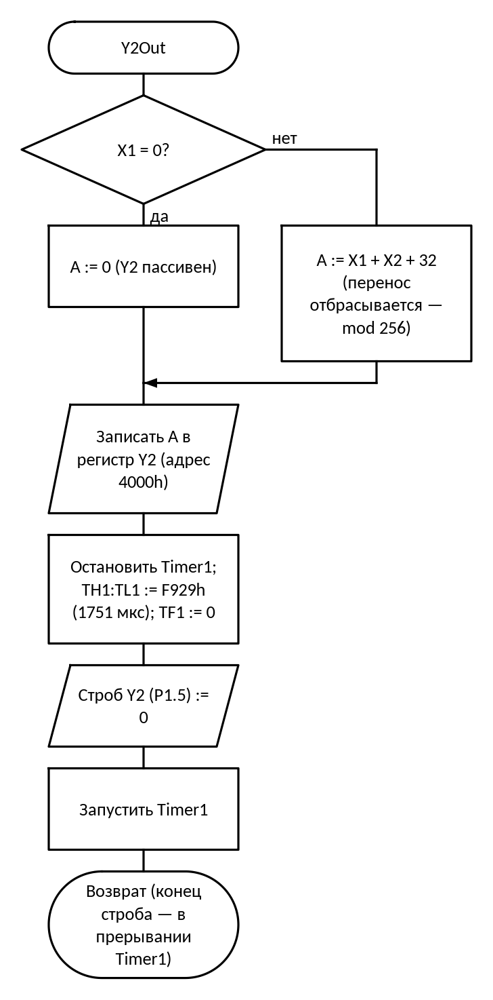 Y2Out
X1 = 0?
нет
да
A := 0 (Y2 пассивен)
A := X1 + X2 + 32
(перенос
отбрасывается —
mod 256)
Записать A в
регистр Y2 (адрес
4000h)
Остановить Timer1;
TH1:TL1 := F929h
(1751 мкс); TF1 := 0
Строб Y2 (P1.5) :=
0
Запустить Timer1
Возврат (конец
строба — в
прерывании
Timer1)